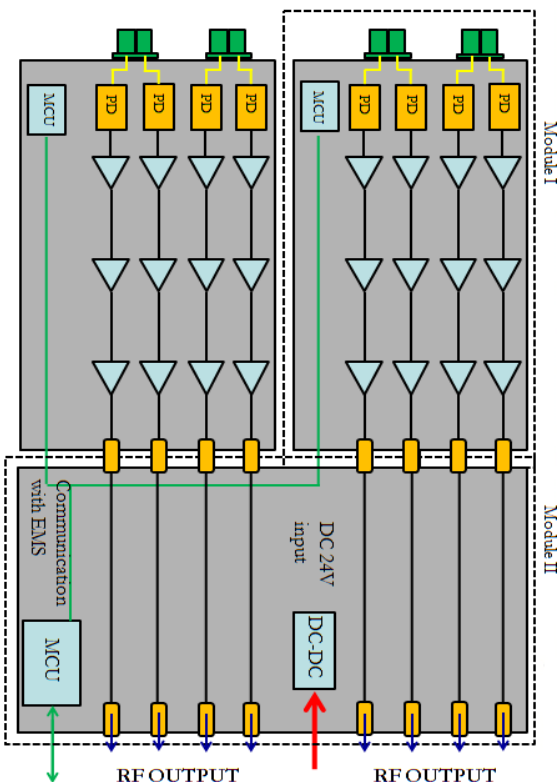 MCU
PD
PD
PD
PD
MCU
PD
PD
PD
PD
Module I
Communication
with EMS
MCU
DC 24V
input
DC-DC
Module II
RF OUTPUT
RF OUTPUT